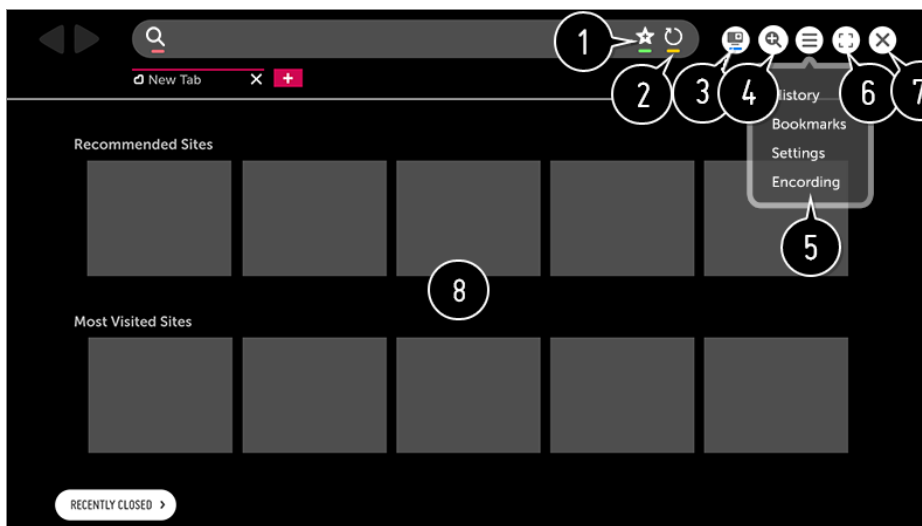 1
2
3
4
6
7
New Tab
History
Bookmarks
Settings
Encording
5
Recommended Sites
8
Most Visited Sites
RECENTLY CLOSED >